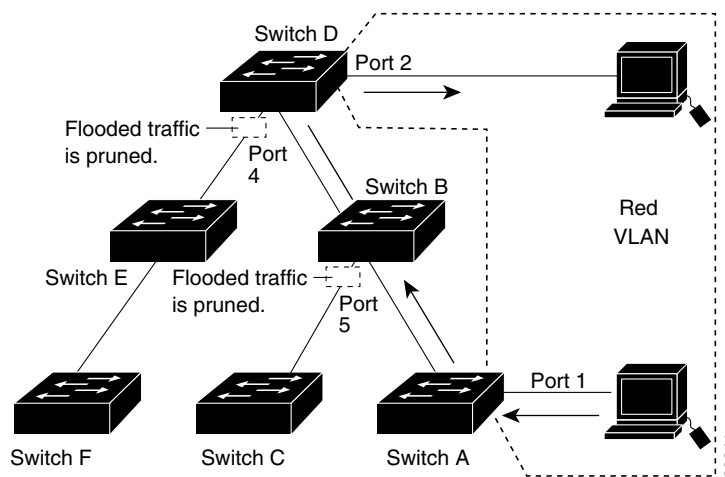 Switch D
Port 2
Flooded traffic
is pruned.
Port
4
Switch B
Red
VLAN
Switch E
Flooded traffic
is pruned.
Port
5
Port 1
Switch F
Switch C
Switch A